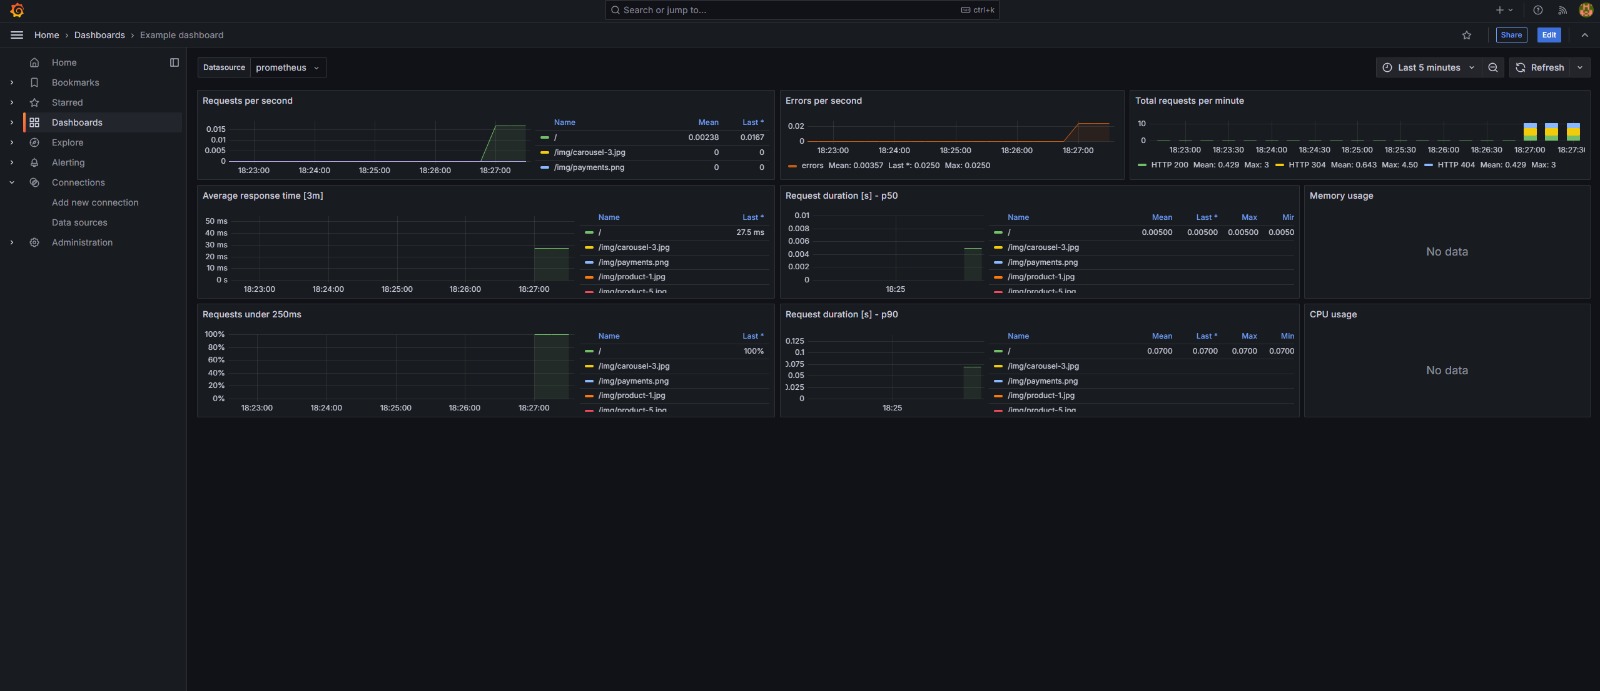 Search or jump to...
ctrl+k
Home › Dashboards › Example dashboard
Share
Edit
Home
Bookmarks
Starred
Dashboards
Explore
Alerting
Connections
Add new connection
Data sources
Administration
Datasource
prometheus
Last 5 minutes
Refresh
Requests per second
0.015
0.01
0.005
0
18:23:00 18:24:00 18:25:00 18:26:00 18:27:00
Name Mean Last *
/ 0.00238 0.0167
/img/carousel-3.jpg 0 0
/img/payments.png 0 0
Errors per second
0.02
0
18:23:00 18:24:00 18:25:00 18:26:00 18:27:00
errors Mean: 0.00357 Last *: 0.0250 Max: 0.0250
Total requests per minute
10
0
18:23:00 18:23:30 18:24:00 18:24:30 18:25:00 18:25:30 18:26:00 18:26:30 18:27:00 18:27:3
HTTP 200 Mean: 0.429 Max: 3 HTTP 304 Mean: 0.643 Max: 4.50 HTTP 404 Mean: 0.429 Max: 3
Average response time [3m]
50 ms
40 ms
30 ms
20 ms
10 ms
0 s
18:23:00 18:24:00 18:25:00 18:26:00 18:27:00
Name Last *
/ 27.5 ms
/img/carousel-3.jpg
/img/payments.png
/img/product-1.jpg
/img/product-5.jpg
Request duration [s] - p50
0.01
0.008
0.006
0.004
0.002
0
18:25
Name Mean Last * Max Min
/ 0.00500 0.00500 0.00500 0.0050
/img/carousel-3.jpg
/img/payments.png
/img/product-1.jpg
/img/product-5.jpg
Memory usage
No data
Requests under 250ms
100%
80%
60%
40%
20%
0%
18:23:00 18:24:00 18:25:00 18:26:00 18:27:00
Name Last *
/ 100%
/img/carousel-3.jpg
/img/payments.png
/img/product-1.jpg
/img/product-5.jpg
Request duration [s] - p90
0.125
0.1
0.075
0.05
0.025
0
18:25
Name Mean Last * Max Min
/ 0.0700 0.0700 0.0700 0.0700
/img/carousel-3.jpg
/img/payments.png
/img/product-1.jpg
/img/product-5.jpg
CPU usage
No data